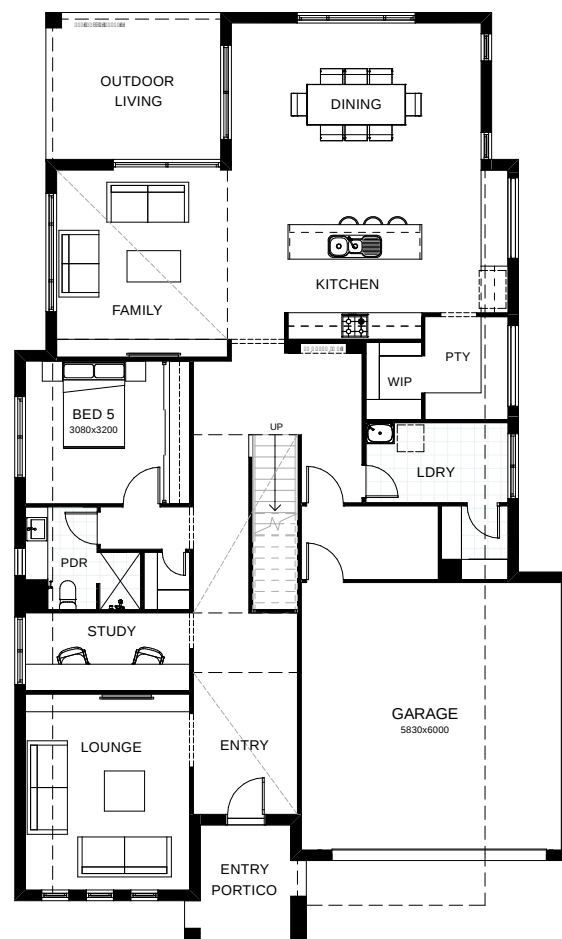 OUTDOOR
LIVING
DINING
KITCHEN
FAMILY
PTY
WIP
BED 5
3080x3200
UP
LDRY
PDR
STUDY
GARAGE
5830x6000
LOUNGE
ENTRY
ENTRY
PORTICO